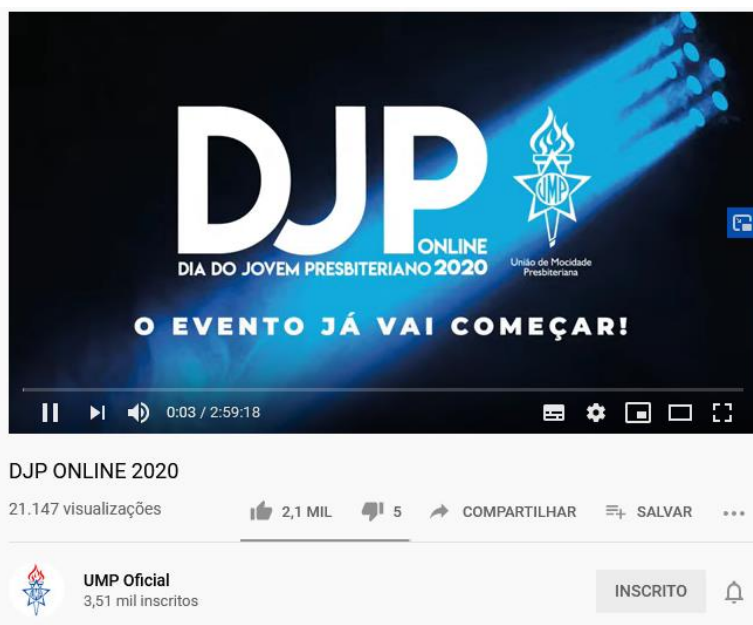 DJP
ONLINE
DIA DO JOVEM PRESBITERIANO 2020
UMP
União de Mocidade
Presbiteriana
O EVENTO JÁ VAI COMEÇAR!
0:03 / 2:59:18
DJP ONLINE 2020
21.147 visualizações
2,1 MIL
5
COMPARTILHAR
SALVAR
UMP Oficial
3,51 mil inscritos
INSCRITO